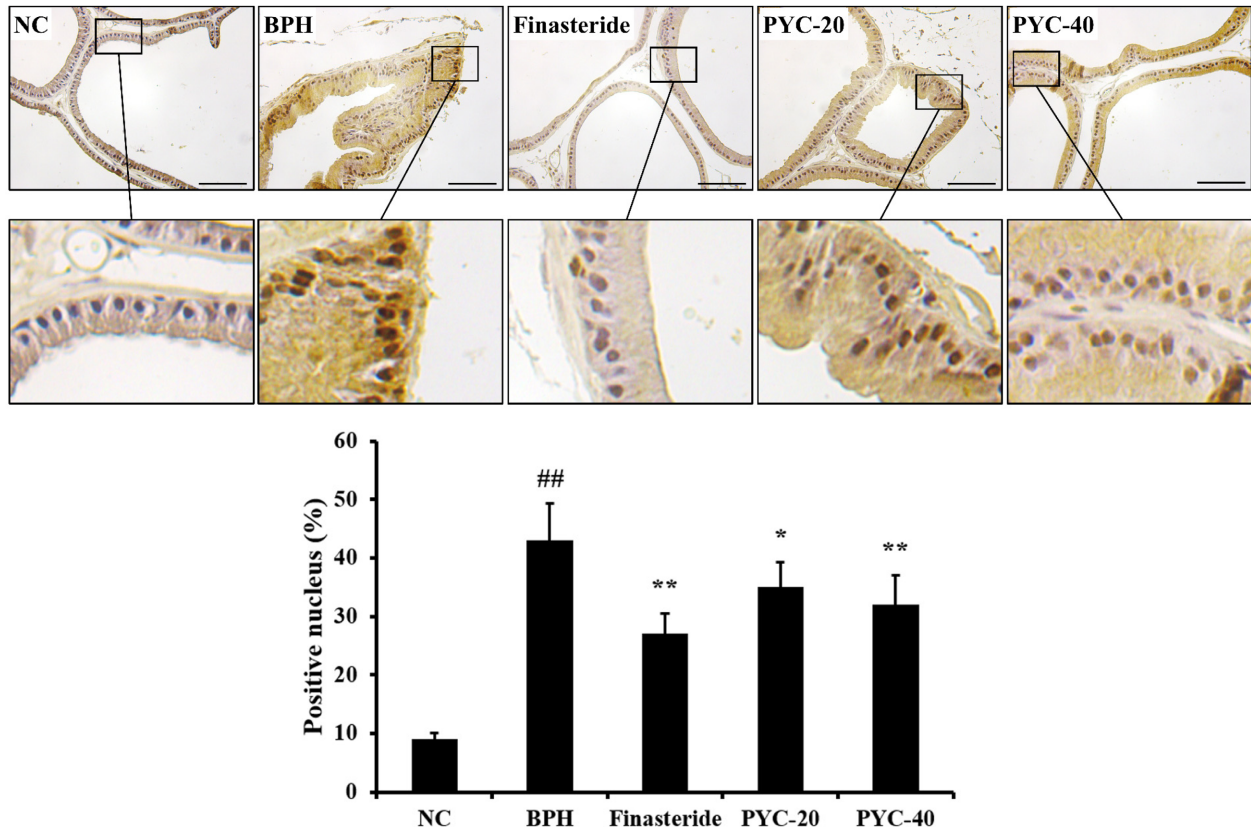 NC
BPH
Finasteride
PYC-20
PYC-40
Positive nucleus (%)
60
50
40
30
20
10
0
##
**
*
**
NC
BPH
Finasteride
PYC-20
PYC-40